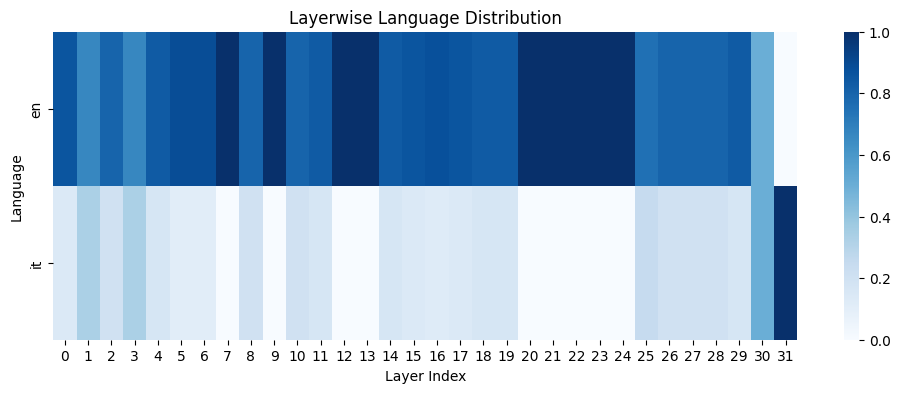 Layerwise Language Distribution
Language
en
it
0 1 2 3 4 5 6 7 8 9 10 11 12 13 14 15 16 17 18 19 20 21 22 23 24 25 26 27 28 29 30 31
Layer Index
1.0
0.8
0.6
0.4
0.2
0.0